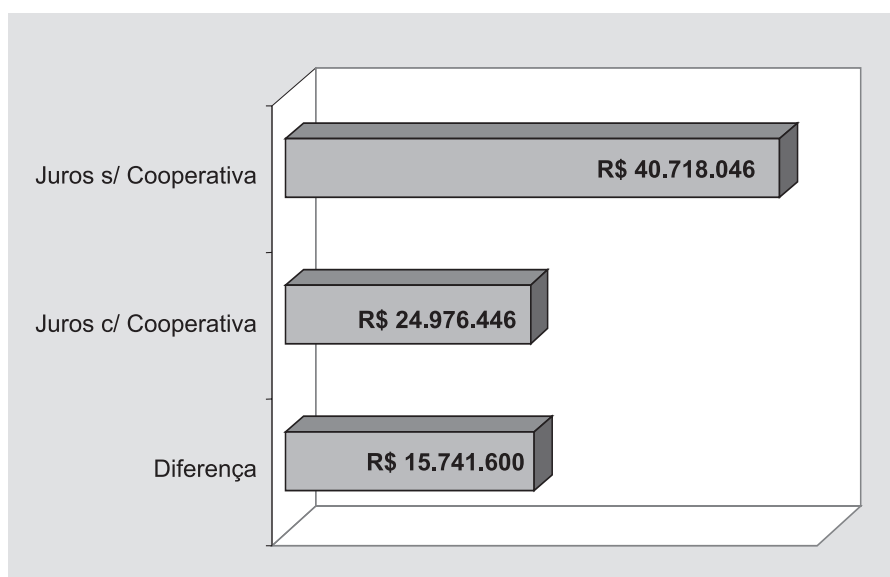 Juros s/ Cooperativa
R$ 40.718.046
Juros c/ Cooperativa
R$ 24.976.446
Diferença
R$ 15.741.600